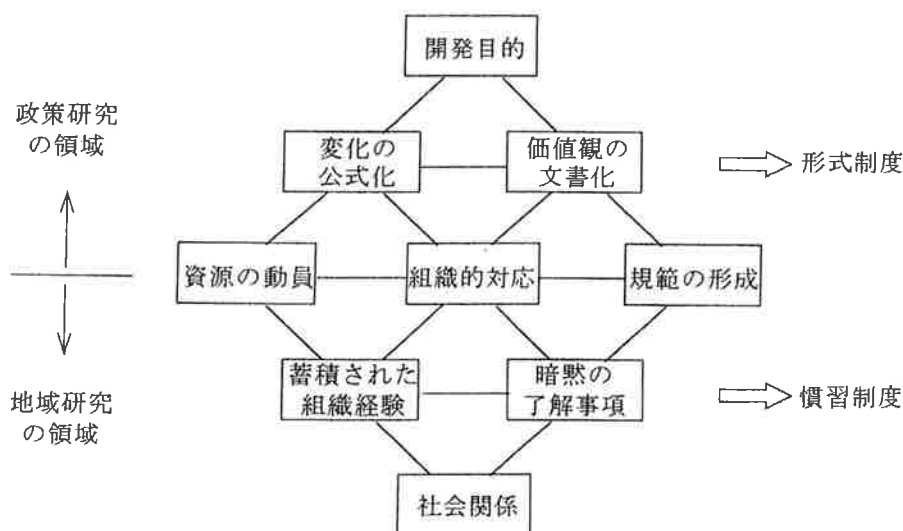 開発目的
政策研究
の領域
変化の
公式化
価値観の
文書化
形式制度
資源の動員
組織的対応
規範の形成
地域研究
の領域
蓄積された
組織経験
暗黙の
了解事項
慣習制度
社会関係